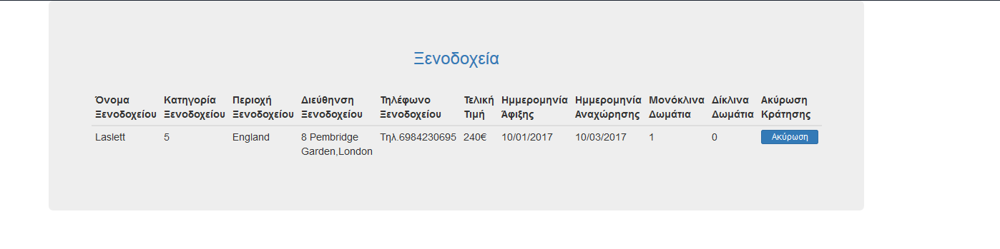 Ξενοδοχεία
Όνομα Κατηγορία Περιοχή Διεύθηνση Τηλέφωνο Τελική Ημμερομηνία Ημμερομηνία Μονόκλινα Δίκλινα Ακύρωση
Ξενοδοχείου Ξενοδοχείου Ξενοδοχείου Ξενοδοχείου Ξενοδοχείου Τιμή Άφιξης Αναχώρησης Δωμάτια Δωμάτια Κράτησης
Laslett 5 England 8 Pembridge Τηλ.6984230695 240€ 10/01/2017 10/03/2017 1 0 Ακύρωση
Garden,London